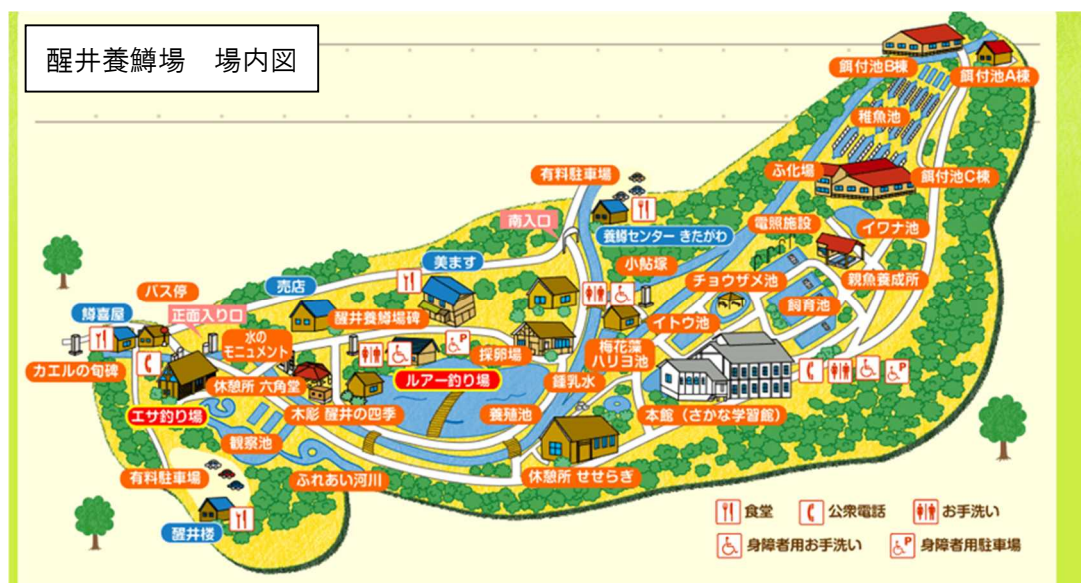 醒井養鱒場　場内図
餌付池B棟
餌付池A棟
稚魚池
ふ化場
餌付池C棟
有料駐車場
南入口
養鱒センター きたがわ
電照施設
イワナ池
小鮎塚
親魚養成所
チョウザメ池
飼育池
美ます
売店
バス停
鱒喜屋
正面入り口
醒井養鱒場碑
水の
モニュメント
カエルの旬碑
休憩所 六角堂
エサ釣り場
ルアー釣り場
採卵場
イトウ池
梅花藻
ハリヨ池
鍾乳水
養殖池
木彫 醒井の四季
本館（さかな学習館）
観察池
ふれあい河川
休憩所 せせらぎ
有料駐車場
醒井楼
食堂
公衆電話
お手洗い
身障者用お手洗い
P
身障者用駐車場